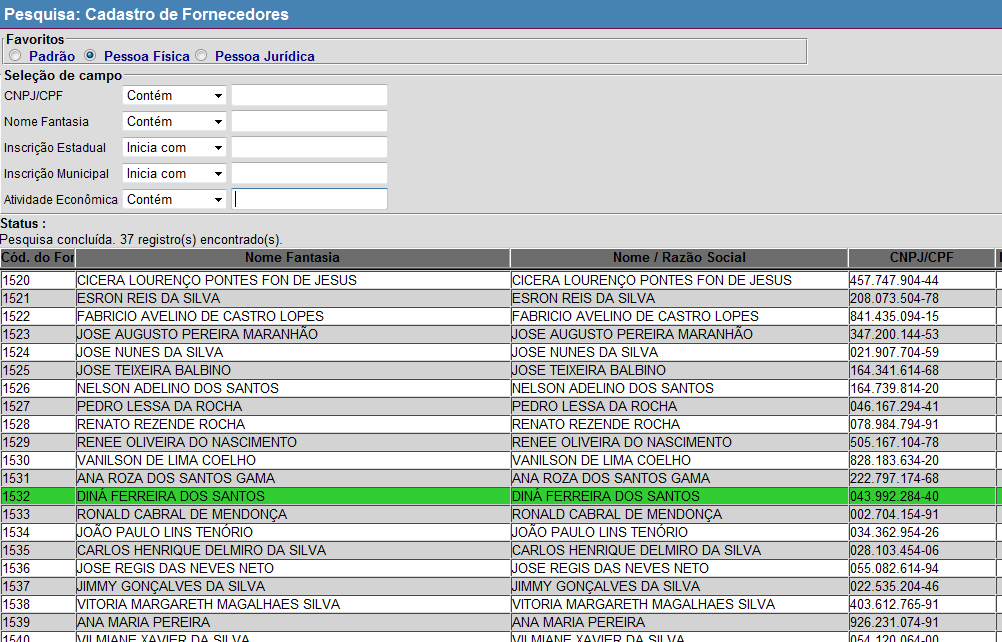 Pesquisa: Cadastro de Fornecedores
Favoritos
Padrão Pessoa Física Pessoa Jurídica
Seleção de campo
CNPJ/CPF Contém
Nome Fantasia Contém
Inscrição Estadual Inicia com
Inscrição Municipal Inicia com
Atividade Econômica Contém
Status :
Pesquisa concluída. 37 registro(s) encontrado(s).
Cód. do For Nome Fantasia Nome / Razão Social CNPJ/CPF
1520 CICERA LOURENÇO PONTES FON DE JESUS CICERA LOURENÇO PONTES FON DE JESUS 457.747.904-44
1521 ESRON REIS DA SILVA ESRON REIS DA SILVA 208.073.504-78
1522 FABRICIO AVELINO DE CASTRO LOPES FABRICIO AVELINO DE CASTRO LOPES 841.435.094-15
1523 JOSE AUGUSTO PEREIRA MARANHÃO JOSE AUGUSTO PEREIRA MARANHÃO 347.200.144-53
1524 JOSE NUNES DA SILVA JOSE NUNES DA SILVA 021.907.704-59
1525 JOSE TEIXEIRA BALBINO JOSE TEIXEIRA BALBINO 164.341.614-68
1526 NELSON ADELINO DOS SANTOS NELSON ADELINO DOS SANTOS 164.739.814-20
1527 PEDRO LESSA DA ROCHA PEDRO LESSA DA ROCHA 046.167.294-41
1528 RENATO REZENDE ROCHA RENATO REZENDE ROCHA 078.984.794-91
1529 RENEE OLIVEIRA DO NASCIMENTO RENEE OLIVEIRA DO NASCIMENTO 505.167.104-78
1530 VANILSON DE LIMA COELHO VANILSON DE LIMA COELHO 828.183.634-20
1531 ANA ROZA DOS SANTOS GAMA ANA ROZA DOS SANTOS GAMA 222.797.174-68
1532 DINÁ FERREIRA DOS SANTOS DINÁ FERREIRA DOS SANTOS 043.992.284-40
1533 RONALD CABRAL DE MENDONÇA RONALD CABRAL DE MENDONÇA 002.704.154-91
1534 JOÃO PAULO LINS TENÓRIO JOÃO PAULO LINS TENÓRIO 034.362.954-26
1535 CARLOS HENRIQUE DELMIRO DA SILVA CARLOS HENRIQUE DELMIRO DA SILVA 028.103.454-06
1536 JOSE REGIS DAS NEVES NETO JOSE REGIS DAS NEVES NETO 055.082.614-94
1537 JIMMY GONÇALVES DA SILVA JIMMY GONÇALVES DA SILVA 022.535.204-46
1538 VITORIA MARGARETH MAGALHAES SILVA VITORIA MARGARETH MAGALHAES SILVA 403.612.765-91
1539 ANA MARIA PEREIRA ANA MARIA PEREIRA 926.231.074-91
1540 VILMIANE XAVIER DA SILVA VILMIANE XAVIER DA SILVA 054.120.064-00